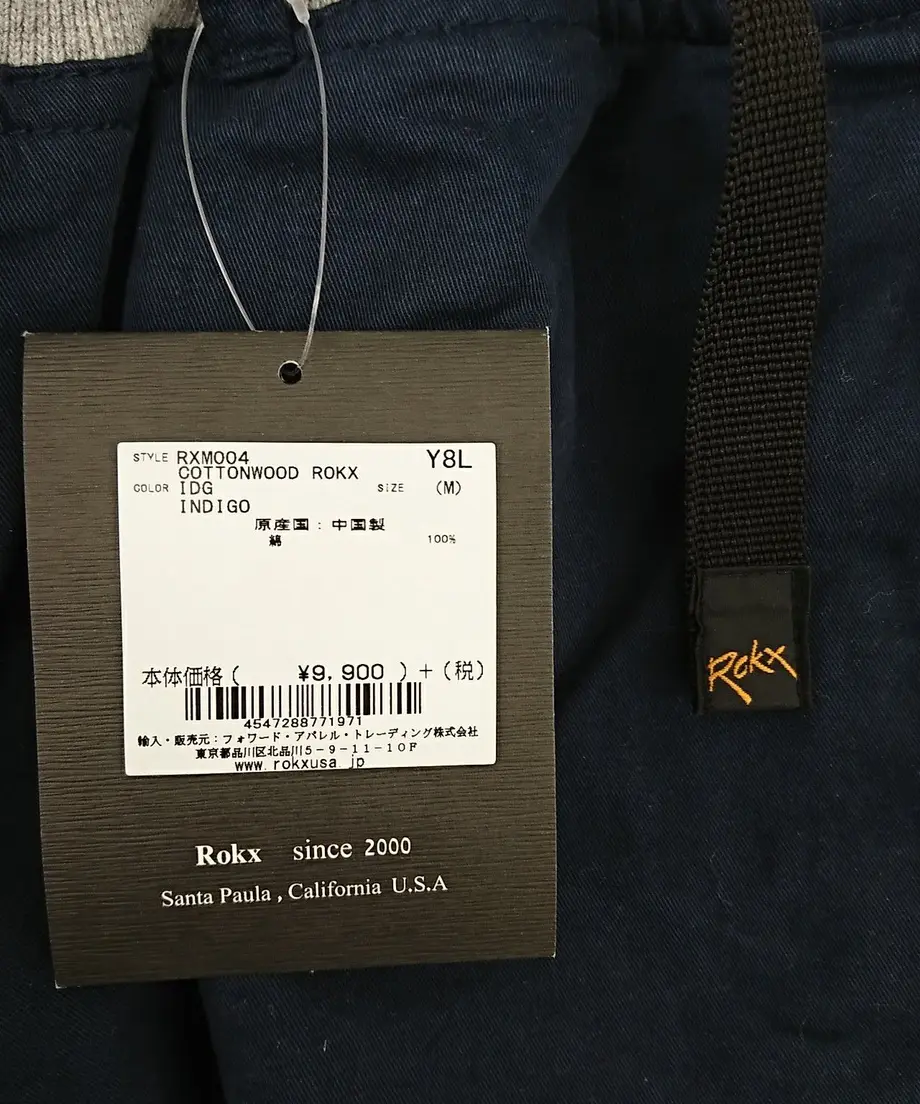 STYLE RXM004 Y8L
COTTONWOOD ROKX
COLOR IDG SIZE (M)
INDIGO
原産国：中国製
綿 100%
本体価格( ¥9,900 )+(税)
4547288771971
輸入・販売元：フォワード・アパレル・トレーディング株式会社
東京都品川区北品川5-9-11-10F
www.rokxusa.jp
Rokx since 2000
Santa Paula , California U.S.A
Rokx